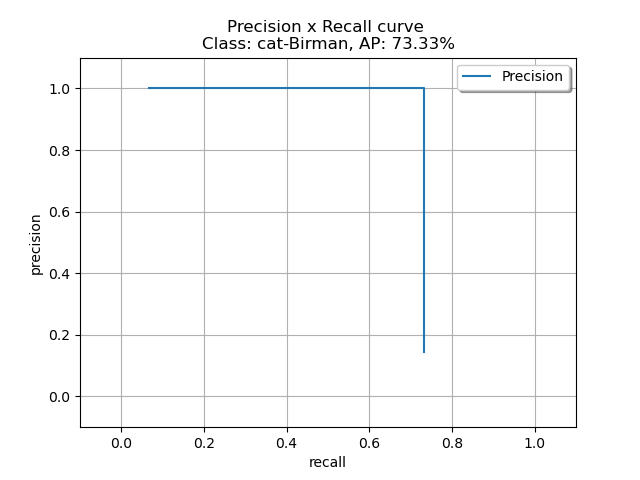 Precision x Recall curve
Class: cat-Birman, AP: 73.33%
Precision
1.0
0.8
0.6
0.4
0.2
0.0
precision
0.0 0.2 0.4 0.6 0.8 1.0
recall